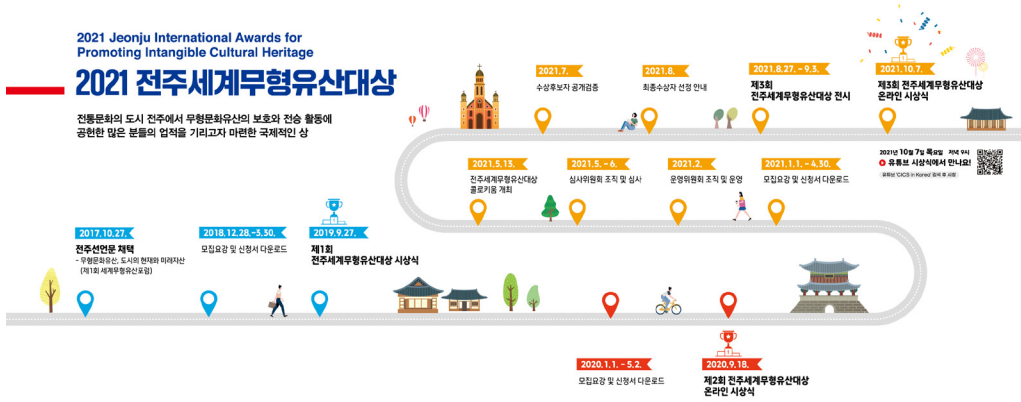 2021 Jeonju International Awards for
Promoting Intangible Cultural Heritage
2021 전주세계무형유산대상
전통문화의 도시 전주에서 무형문화유산의 보호와 전승 활동에
공헌한 많은 분들의 업적을 기리고자 마련한 국제적인 상
2017.10.27.
전주선언문 채택
- 무형문화유산, 도시의 현재와 미래자산
(제1회 세계무형유산포럼)
2018.12.28.-3.30.
모집요강 및 신청서 다운로드
2019.9.27.
제1회
전주세계무형유산대상 시상식
2020.1.1. - 5.2.
모집요강 및 신청서 다운로드
2020.9.18.
제2회 전주세계무형유산대상
온라인 시상식
2021.1.1. - 4.30.
모집요강 및 신청서 다운로드
2021.2.
운영위원회 조직 및 운영
2021.5. - 6.
심사위원회 조직 및 심사
2021.5.13.
전주세계무형유산대상
콜로키움 개최
2021.7.
수상후보자 공개검증
2021.8.
최종수상자 선정 안내
2021.8.27. - 9.3.
제3회
전주세계무형유산대상 전시
2021.10.7.
제3회 전주세계무형유산대상
온라인 시상식
2021년 10월 7일 목요일 저녁 9시
유튜브 시상식에서 만나요!
유튜브 'CICS in Korea' 검색 후 시청